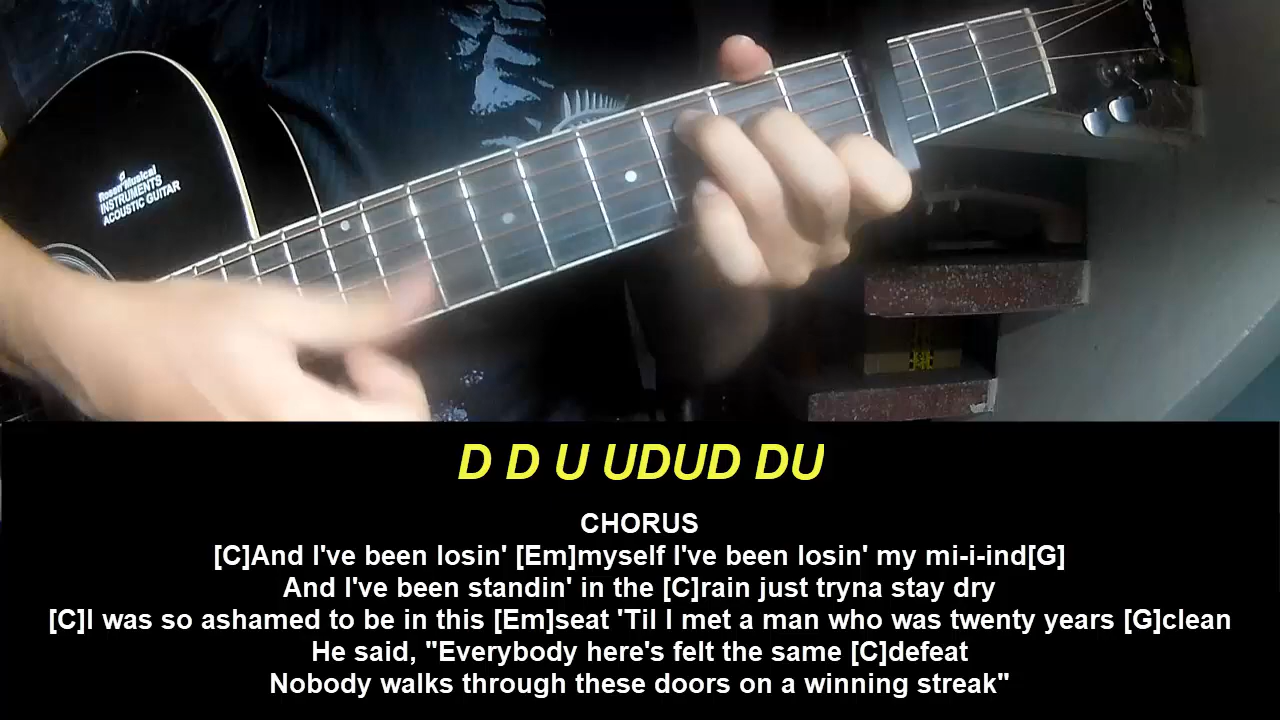 Rosen Musical
INSTRUMENTS
ACOUSTIC GUITAR
D D U UDUD DU
CHORUS
[C]And I've been losin' [Em]myself I've been losin' my mi-i-ind[G]
And I've been standin' in the [C]rain just tryna stay dry
[C]I was so ashamed to be in this [Em]seat 'Til I met a man who was twenty years [G]clean
He said, "Everybody here's felt the same [C]defeat
Nobody walks through these doors on a winning streak"